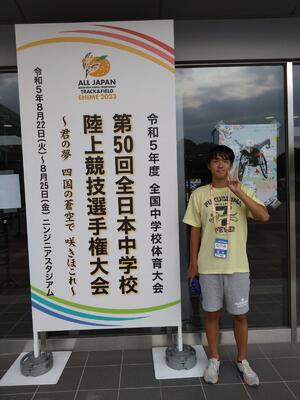 ALL JAPAN
TRACK&FIELD
EHIME 2023
令和5年度 全国中学校体育大会
第50回全日本中学校
陸上競技選手権大会
～君の夢 四国の蒼空で 咲きほこれ～
令和5年8月22日(火)～8月25日(金)ニンジニアスタジアム